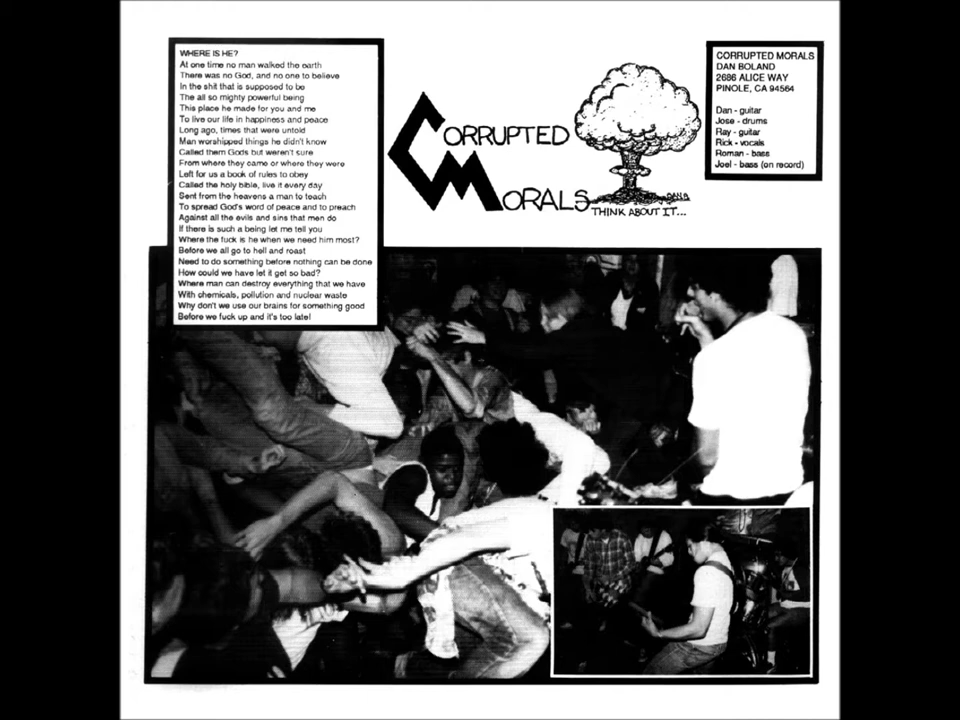 WHERE IS HE?
At one time no man walked the earth
There was no God, and no one to believe
In the shit that is supposed to be
The all so mighty powerful being
This place he made for you and me
To live our life in happiness and peace
Long ago, times that were untold
Man worshipped things he didn't know
Called them Gods but weren't sure
From where they came or where they were
Left for us a book of rules to obey
Called the holy bible, live it every day
Sent from the heavens a man to teach
To spread God's word of peace and to preach
Against all the evils and sins that men do
If there is such a being let me tell you
Where the fuck is he when we need him most?
Before we all go to hell and roast
Need to do something before nothing can be done
How could we have let it get so bad?
Where man can destroy everything that we have
With chemicals, pollution and nuclear waste
Why don't we use our brains for something good
Before we fuck up and it's too late!
CORRUPTED
MORALS
THINK ABOUT IT...
CORRUPTED MORALS
DAN BOLAND
2686 ALICE WAY
PINOLE, CA 94564
Dan - guitar
Jose - drums
Ray - guitar
Rick - vocals
Roman - bass
Joel - bass (on record)